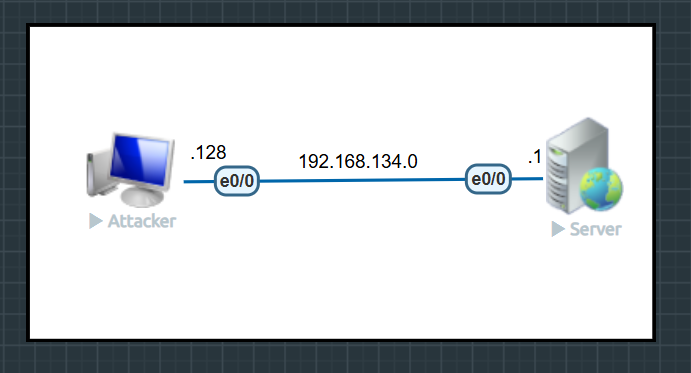 .128
192.168.134.0
.1
e0/0
e0/0
Attacker
Server